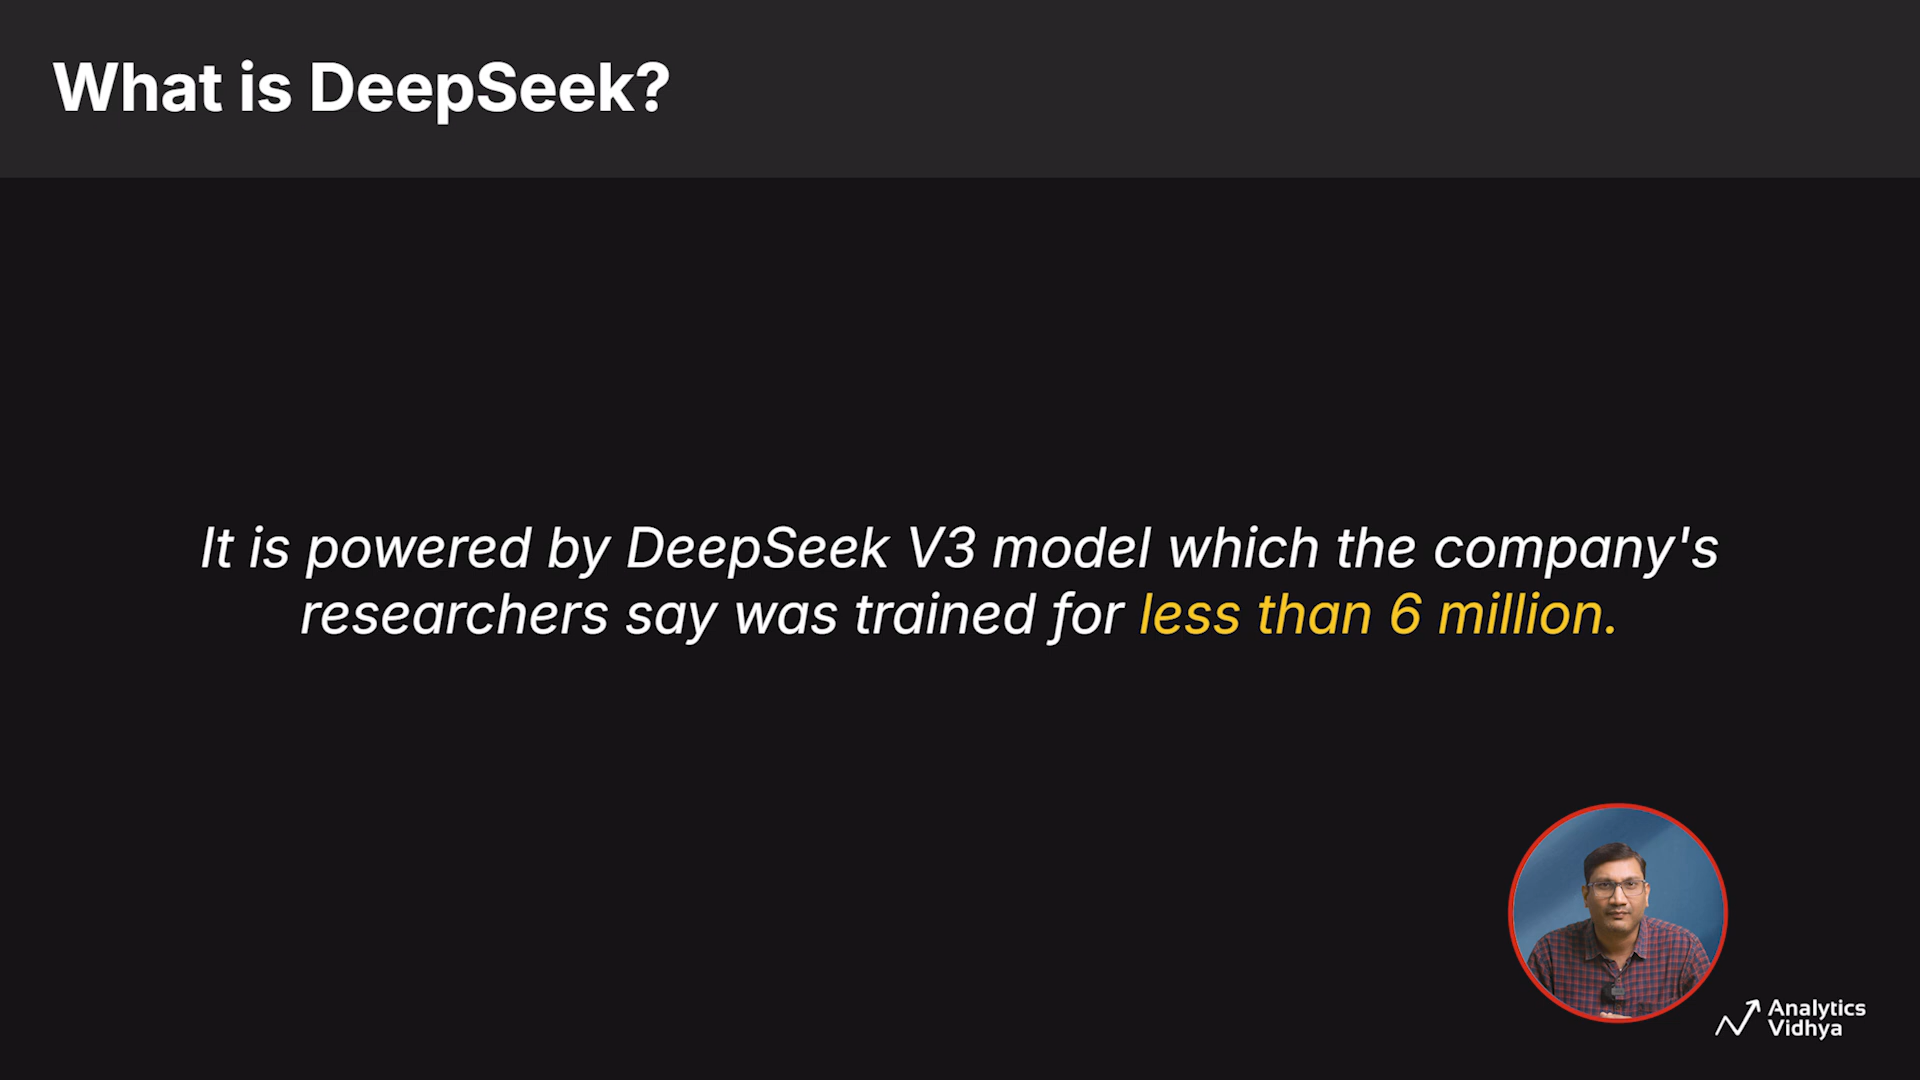 What is DeepSeek?
It is powered by DeepSeek V3 model which the company's
researchers say was trained for less than 6 million.
Analytics
Vidhya